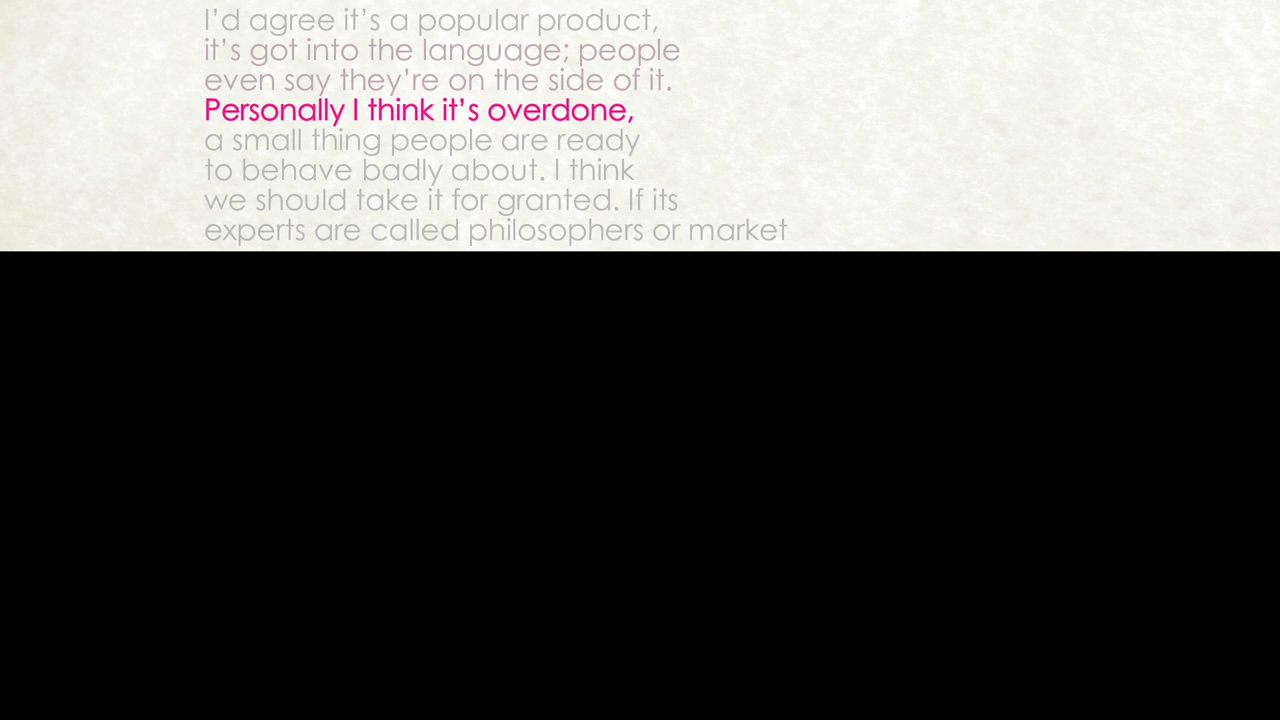 I’d agree it’s a popular product,
it’s got into the language; people
even say they’re on the side of it.
Personally I think it’s overdone,
a small thing people are ready
to behave badly about. I think
we should take it for granted. If its
experts are called philosophers or market